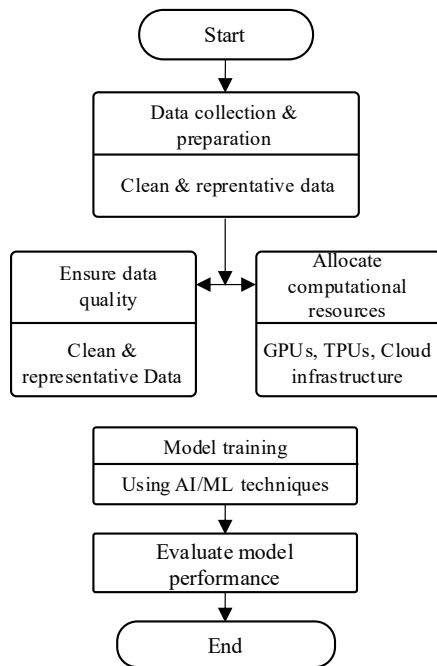 Start
Data collection &
preparation
Clean & reprentative data
Ensure data
quality
Clean &
representative Data
Allocate
computational
resources
GPUs, TPUs, Cloud
infrastructure
Model training
Using AI/ML techniques
Evaluate model
performance
End